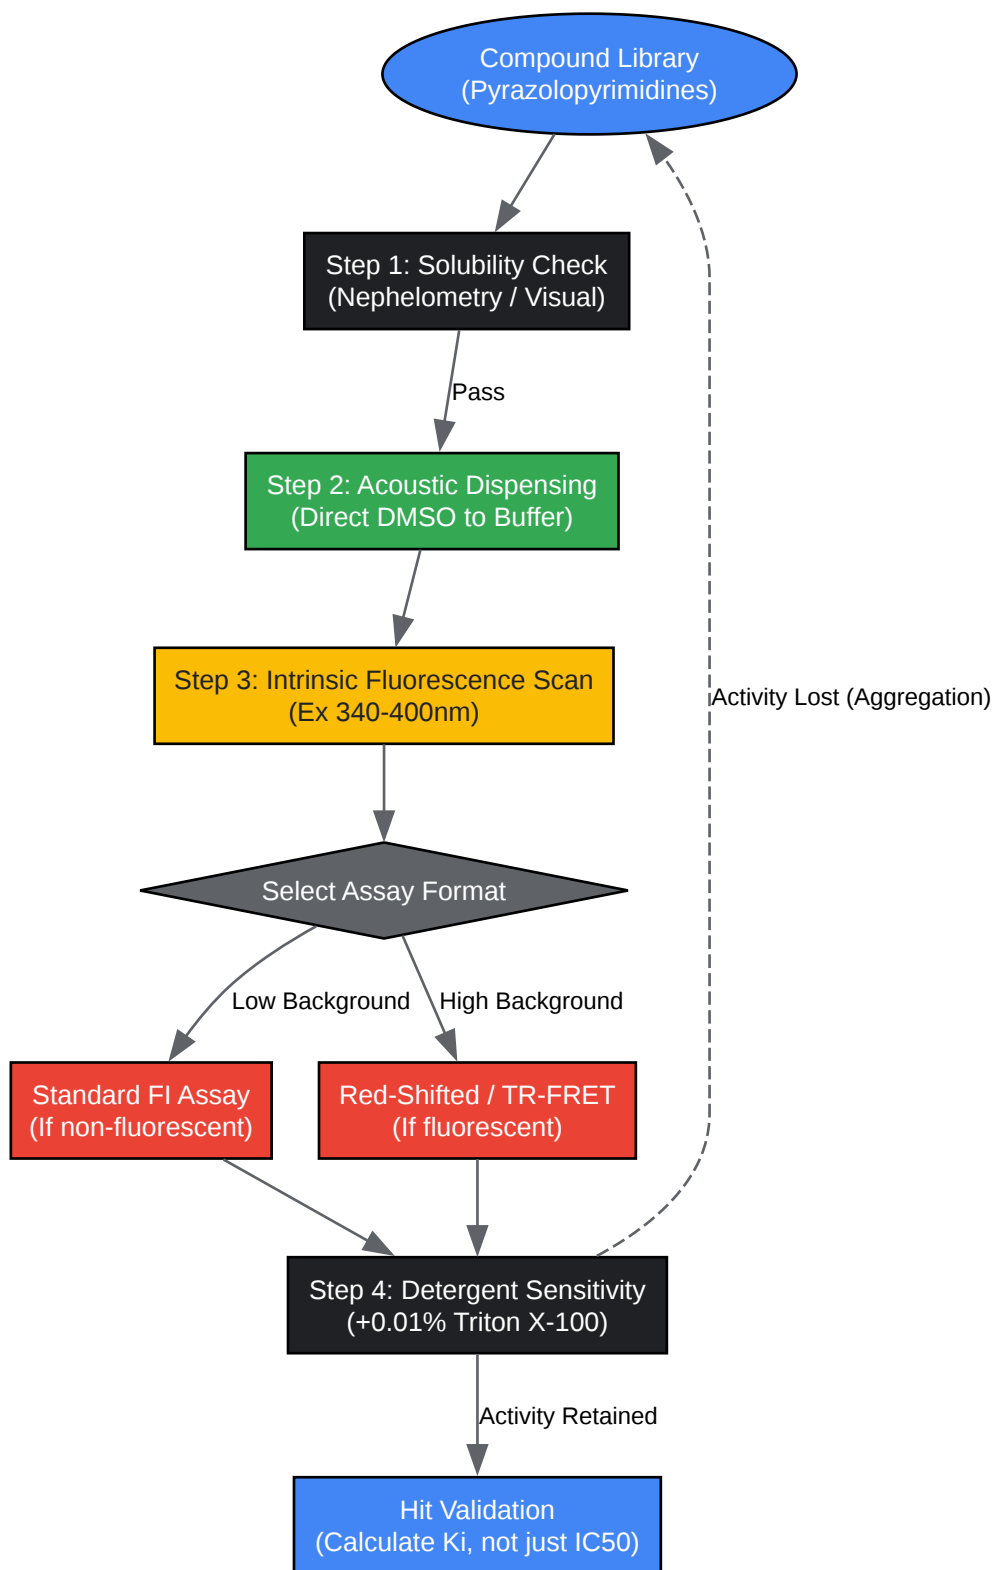 Compound Library
(Pyrazolopyrimidines)
Step 1: Solubility Check
(Nephelometry / Visual)
Pass
Step 2: Acoustic Dispensing
(Direct DMSO to Buffer)
Step 3: Intrinsic Fluorescence Scan
(Ex 340-400nm)
Activity Lost (Aggregation)
Select Assay Format
Low Background
High Background
Standard FI Assay
(If non-fluorescent)
Red-Shifted / TR-FRET
(If fluorescent)
Step 4: Detergent Sensitivity
(+0.01% Triton X-100)
Activity Retained
Hit Validation
(Calculate Ki, not just IC50)